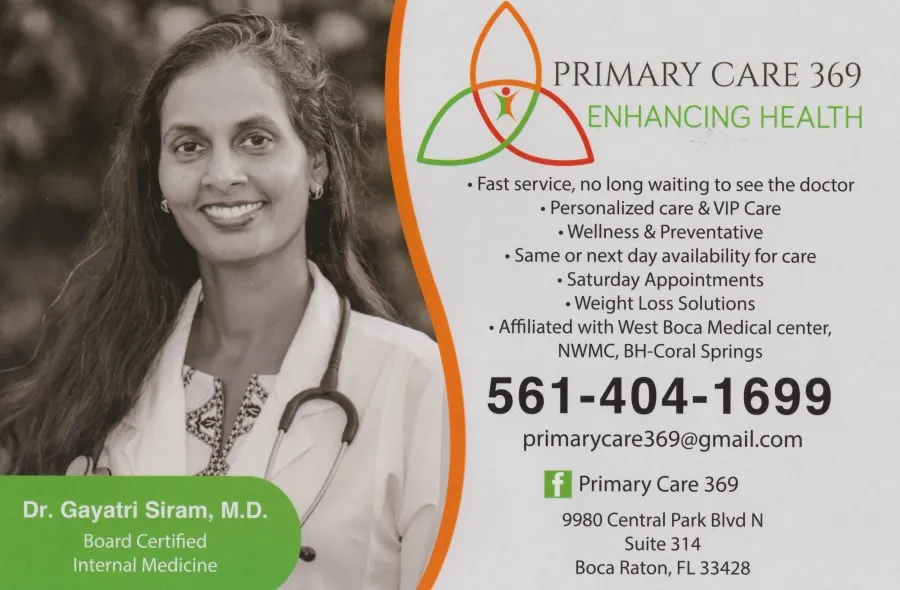 PRIMARY CARE 369
ENHANCING HEALTH
• Fast service, no long waiting to see the doctor
• Personalized care & VIP Care
• Wellness & Preventative
• Same or next day availability for care
• Saturday Appointments
• Weight Loss Solutions
• Affiliated with West Boca Medical center,
NWMC, BH-Coral Springs
561-404-1699
primarycare369@gmail.com
f Primary Care 369
9980 Central Park Blvd N
Suite 314
Boca Raton, FL 33428
Dr. Gayatri Siram, M.D.
Board Certified
Internal Medicine